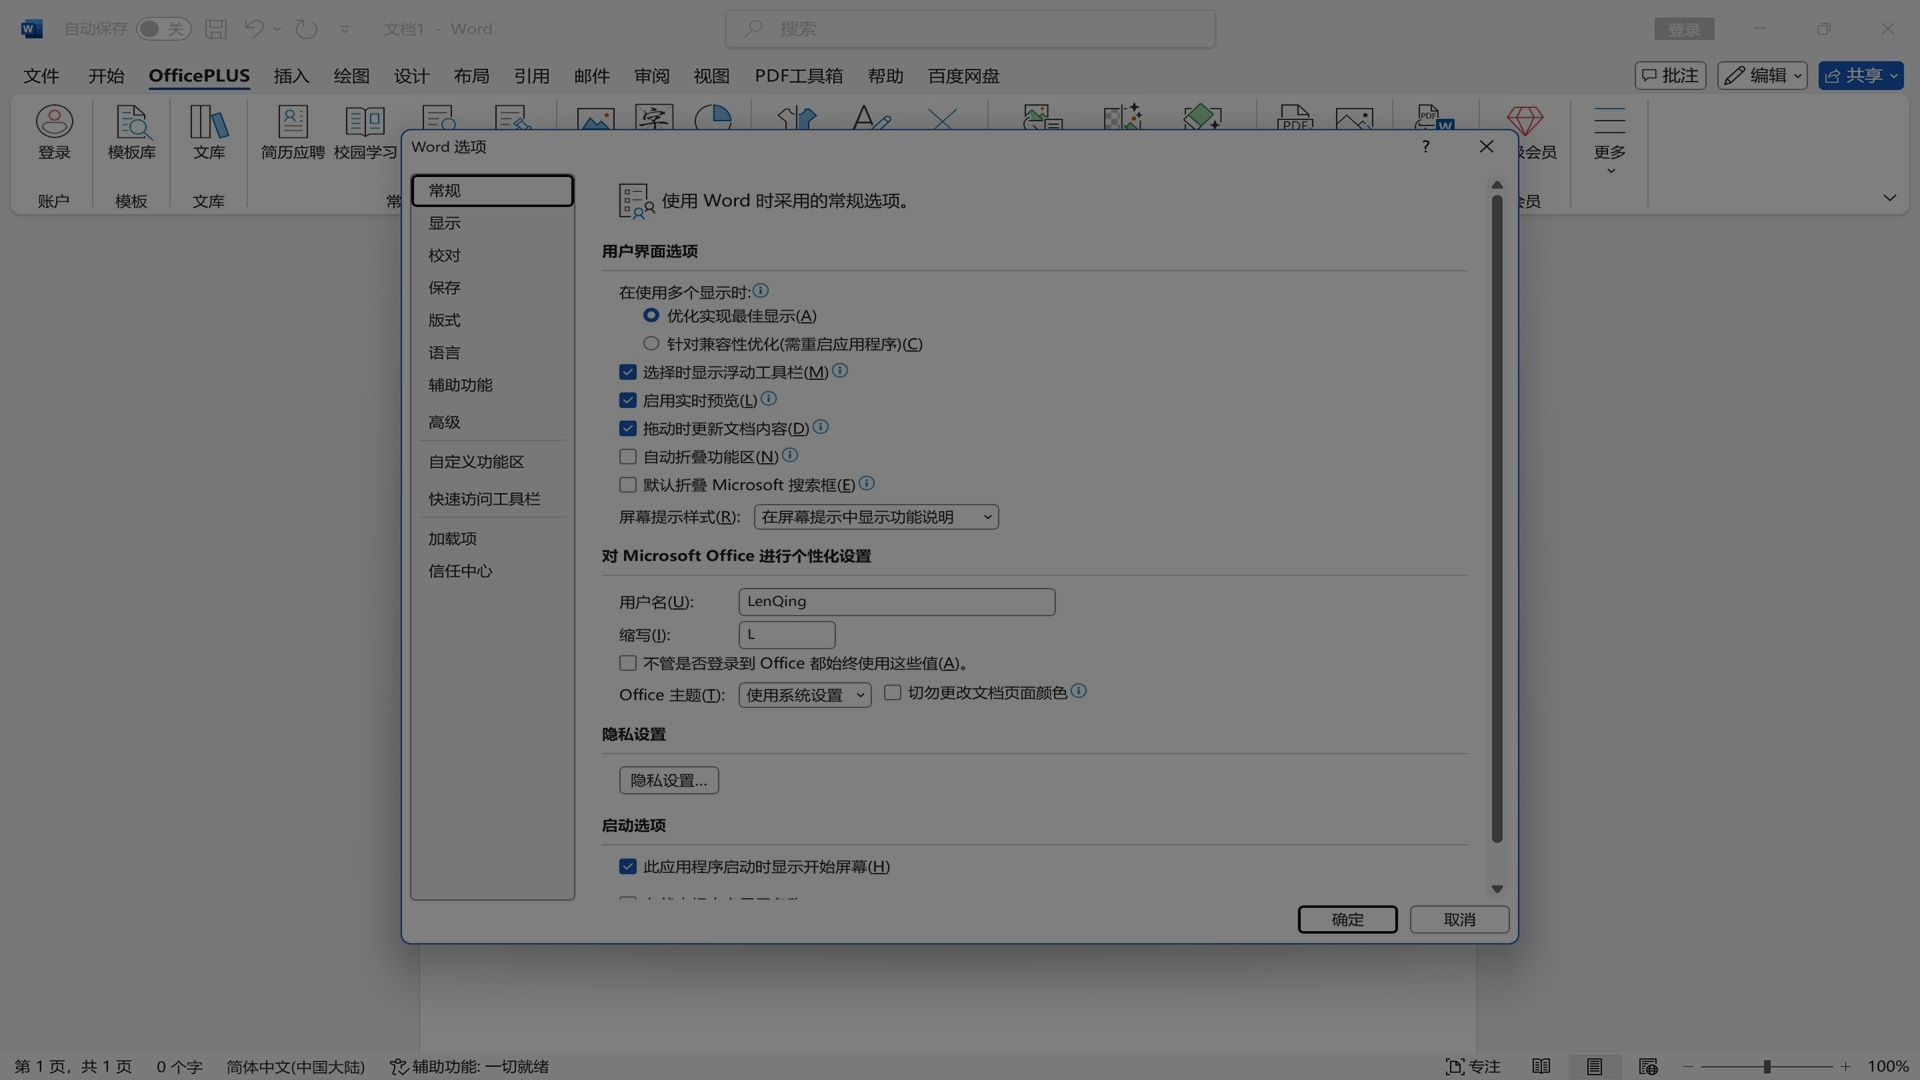 自动保存 关 文档1 - Word 搜索 登录
文件 开始 OfficePLUS 插入 绘图 设计 布局 引用 邮件 审阅 视图 PDF工具箱 帮助 百度网盘 批注 编辑 共享
登录 模板库 文库 简历应聘 校园学习 会员 更多
账户 模板 文库 常 会员
Word 选项
常规
显示
校对
保存
版式
语言
辅助功能
高级
自定义功能区
快速访问工具栏
加载项
信任中心
使用 Word 时采用的常规选项。
用户界面选项
在使用多个显示时:
优化实现最佳显示(A)
针对兼容性优化(需重启应用程序)(C)
选择时显示浮动工具栏(M)
启用实时预览(L)
拖动时更新文档内容(D)
自动折叠功能区(N)
默认折叠 Microsoft 搜索框(E)
屏幕提示样式(R): 在屏幕提示中显示功能说明
对 Microsoft Office 进行个性化设置
用户名(U): LenQing
缩写(I): L
不管是否登录到 Office 都始终使用这些值(A)。
Office 主题(T): 使用系统设置 切勿更改文档页面颜色
隐私设置
隐私设置...
启动选项
此应用程序启动时显示开始屏幕(H)
确定 取消
第 1 页，共 1 页 0 个字 简体中文(中国大陆) 辅助功能: 一切就绪 专注 100%